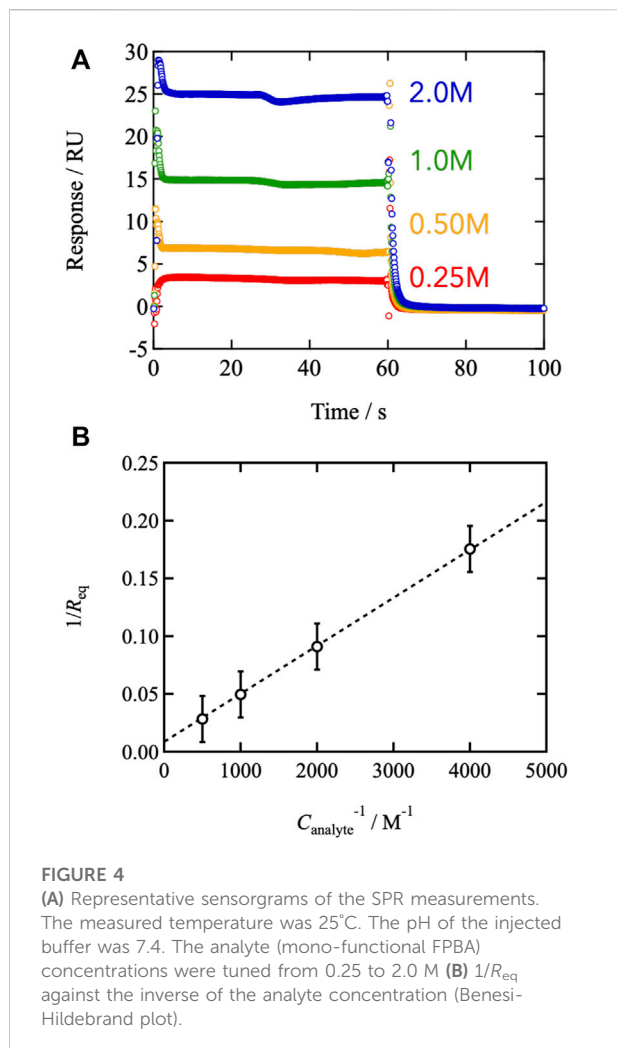 A
30
25
20
15
10
5
0
-5
Response / RU
2.0M
1.0M
0.50M
0.25M
0 20 40 60 80 100
Time / s
B
0.25
0.20
0.15
0.10
0.05
0.00
1/Req
0 1000 2000 3000 4000 5000
Canalyte-1 / M-1
FIGURE 4
(A) Representative sensorgrams of the SPR measurements.
The measured temperature was 25°C. The pH of the injected
buffer was 7.4. The analyte (mono-functional FPBA)
concentrations were tuned from 0.25 to 2.0 M (B) 1/Req
against the inverse of the analyte concentration (Benesi-
Hildebrand plot).